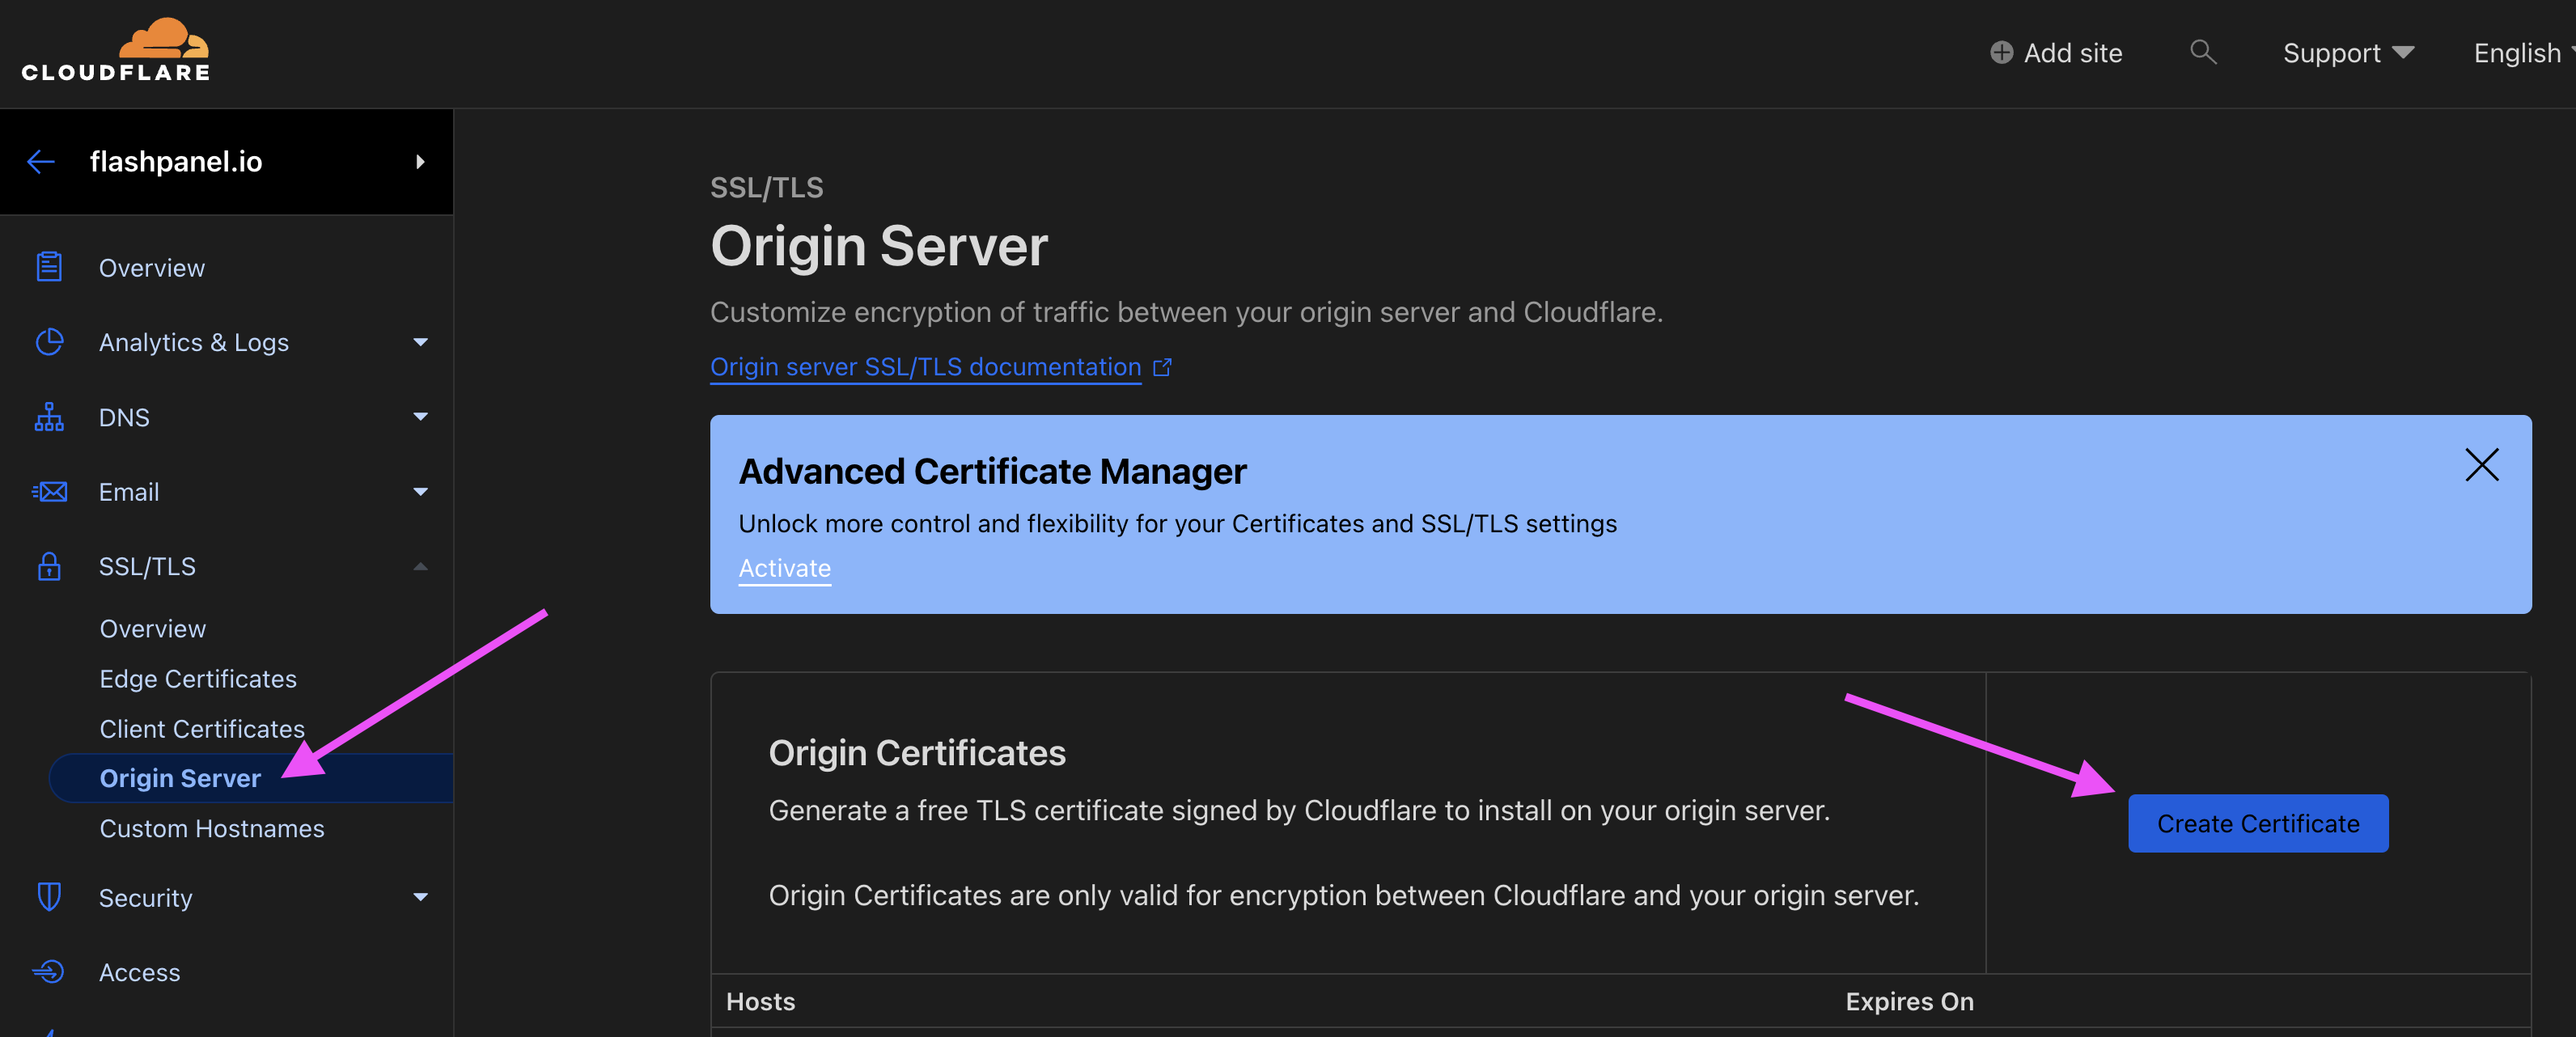 CLOUDFLARE
Add site
Support
English
flashpanel.io
Overview
Analytics & Logs
DNS
Email
SSL/TLS
Overview
Edge Certificates
Client Certificates
Origin Server
Custom Hostnames
Security
Access
SSL/TLS
Origin Server
Customize encryption of traffic between your origin server and Cloudflare.
Origin server SSL/TLS documentation
Advanced Certificate Manager
Unlock more control and flexibility for your Certificates and SSL/TLS settings
Activate
Origin Certificates
Generate a free TLS certificate signed by Cloudflare to install on your origin server.
Origin Certificates are only valid for encryption between Cloudflare and your origin server.
Create Certificate
Hosts
Expires On